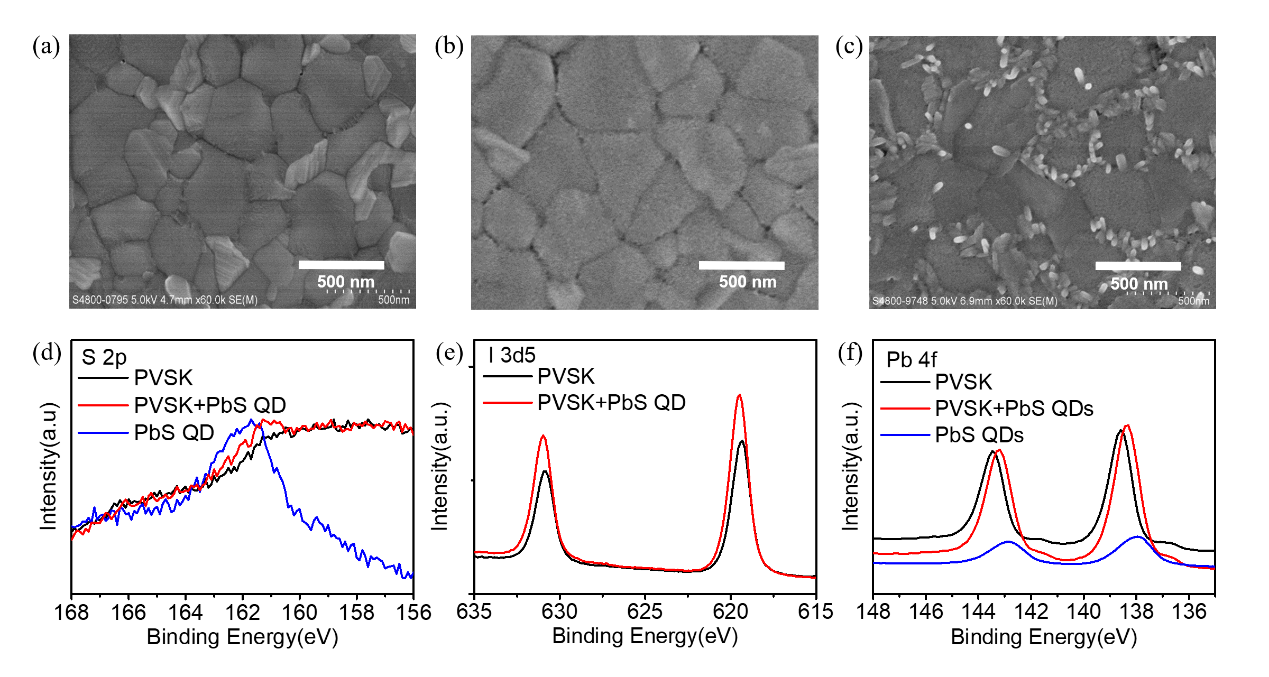 (a)
(b)
(c)
500 nm
S4800-0795 5.0kV 4.7mm x60.0k SE(M)
500nm
500 nm
500 nm
S4800-9748 5.0kV 6.9mm x60.0k SE(M)
500nm
(d)
S 2p
PVSK
PVSK+PbS QD
PbS QD
Intensity(a.u)
168 166 164 162 160 158 156
Binding Energy(eV)
(e)
I 3d5
PVSK
PVSK+PbS QD
Intensity(a.u.)
635 630 625 620 615
Binding Energy(eV)
(f)
Pb 4f
PVSK
PVSK+PbS QDs
PbS QDs
Intensity(a.u.)
148 146 144 142 140 138 136
Binding Energy(eV)